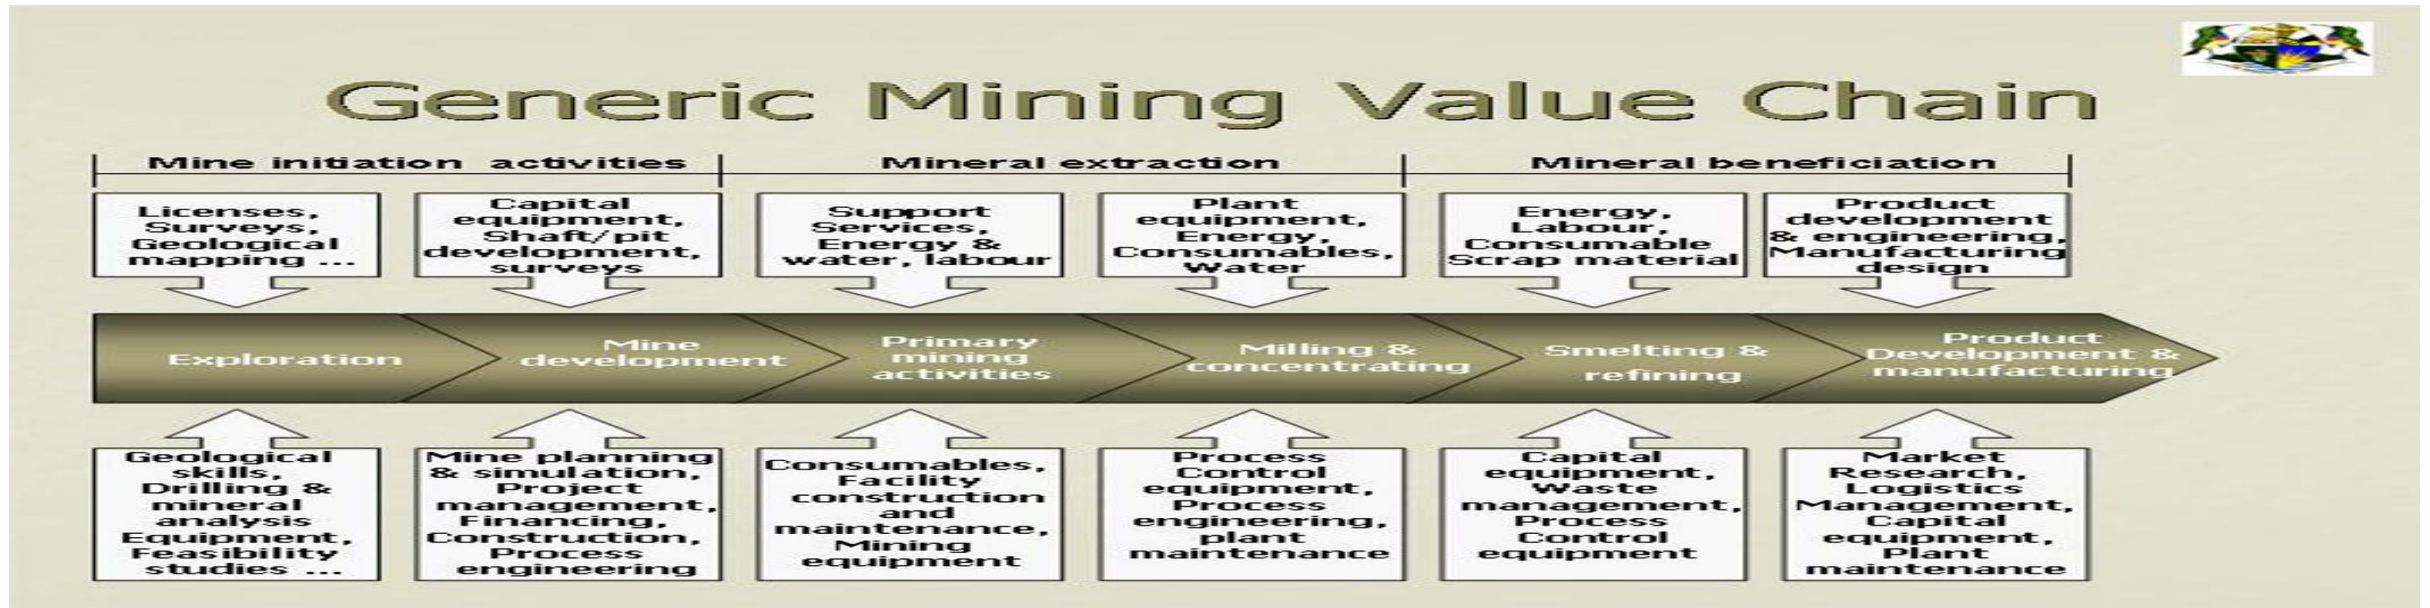 Generic Mining Value Chain
Mine initiation activities
Mineral extraction
Mineral beneficiation
Licenses,
Surveys,
Geological
mapping ...
Capital
equipment,
Shaft/pit
development,
surveys
Support
Services,
Energy &
water, labour
Plant
equipment,
Energy,
Consumables,
Water
Energy,
Labour,
Consumable
Scrap material
Product
development
& engineering,
Manufacturing
design
Exploration
Mine
development
Primary
mining
activities
Milling &
concentrating
Smelting &
refining
Product
Development &
manufacturing
Geological
skills,
Drilling &
mineral
analysis
Equipment,
Feasibility
studies ...
Mine planning
& simulation,
Project
management,
Financing,
Construction,
Process
engineering
Consumables,
Facility
construction
and
maintenance,
Mining
equipment
Process
Control
equipment,
Process
engineering,
plant
maintenance
Capital
equipment,
Waste
management,
Process
Control
equipment
Market
Research,
Logistics
Management,
Capital
equipment,
Plant
maintenance